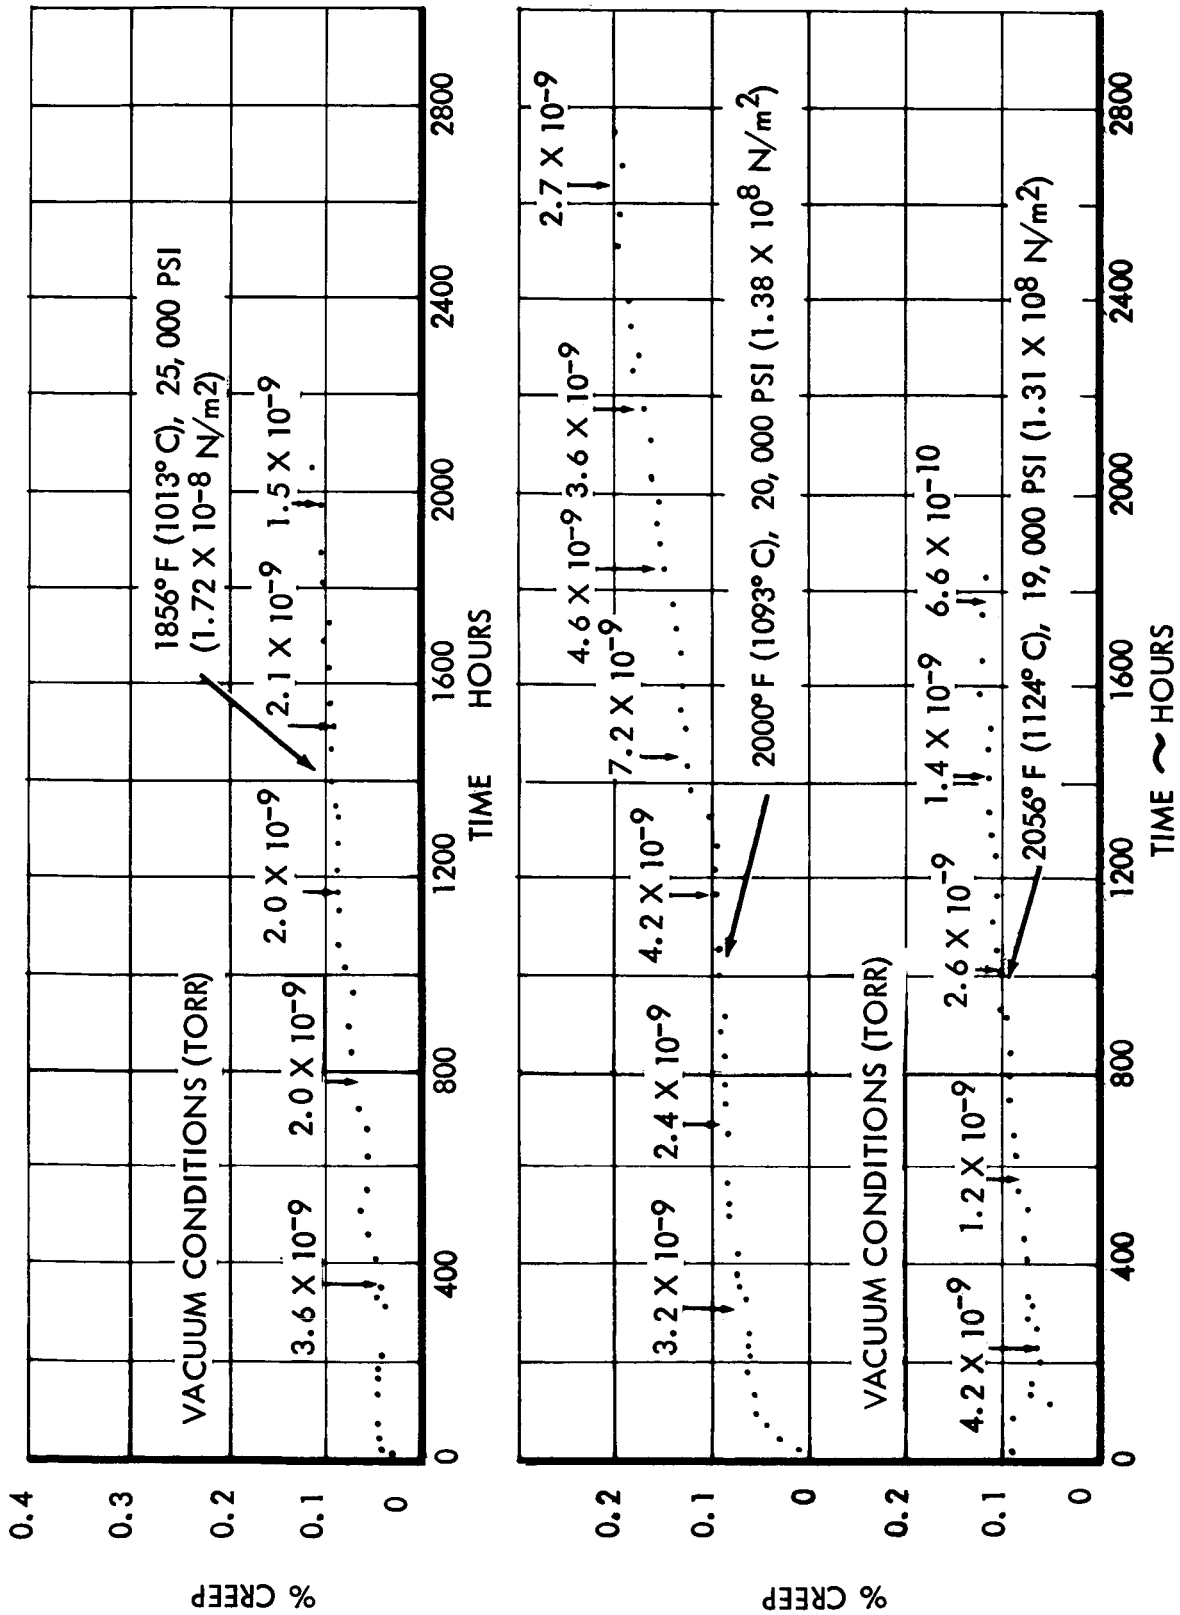 % CREEP
0.4
0.3
0.2
0.1
0
1856° F (1013° C), 25,000 PSI
(1.72 X 10-8 N/m2)
VACUUM CONDITIONS (TORR)
3.6 X 10-9
2.0 X 10-9
2.0 X 10-9
2.1 X 10-9
1.5 X 10-9
0 400 800 1200 1600 2000 2400 2800
TIME HOURS
% CREEP
0.2
0.1
0
3.2 X 10-9
2.4 X 10-9
4.2 X 10-9
7.2 X 10-9
4.6 X 10-9
3.6 X 10-9
2.7 X 10-9
2000° F (1093° C), 20,000 PSI (1.38 X 10⁸ N/m²)
0.2
0.1
0
VACUUM CONDITIONS (TORR)
4.2 X 10-9
1.2 X 10-9
2.6 X 10-9
1.4 X 10-9
6.6 X 10-10
2056° F (1124° C), 19,000 PSI (1.31 X 10⁸ N/m²)
0 400 800 1200 1600 2000 2400 2800
TIME ~ HOURS